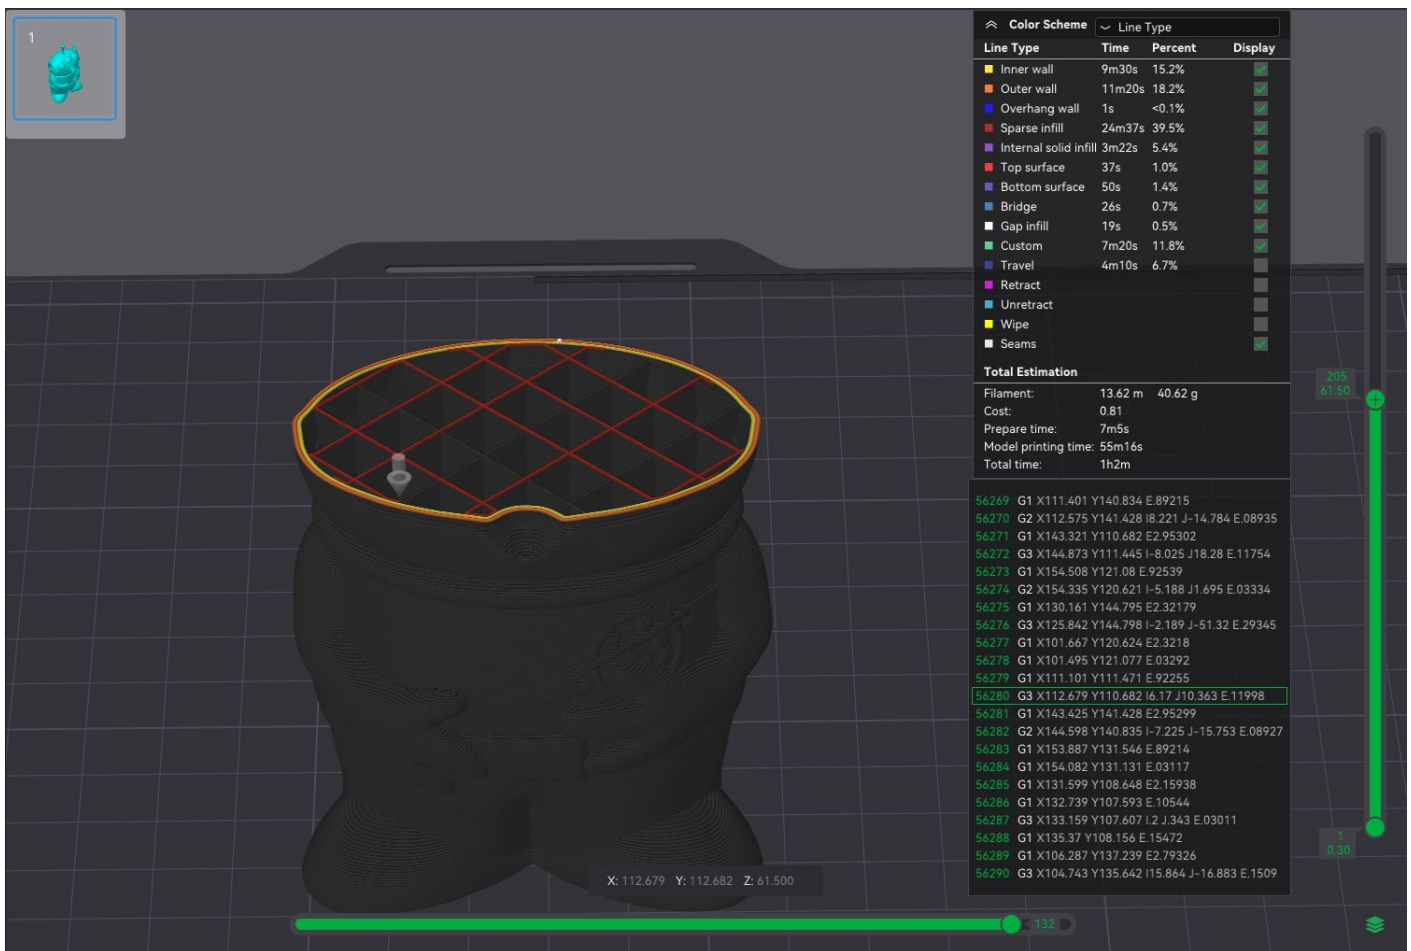 1
Color Scheme Line Type
Line Type Time Percent Display
Inner wall 9m30s 15.2%
Outer wall 11m20s 18.2%
Overhang wall 1s <0.1%
Sparse infill 24m37s 39.5%
Internal solid infill 3m22s 5.4%
Top surface 37s 1.0%
Bottom surface 50s 1.4%
Bridge 26s 0.7%
Gap infill 19s 0.5%
Custom 7m20s 11.8%
Travel 4m10s 6.7%
Retract
Unretract
Wipe
Seams
Total Estimation
Filament: 13.62 m 40.62 g
Cost: 0.81
Prepare time: 7m5s
Model printing time: 55m16s
Total time: 1h2m
205
61.50
56269 G1 X111.401 Y140.834 E.89215
56270 G2 X112.575 Y141.428 I8.221 J-14.784 E.08935
56271 G1 X143.321 Y110.682 E2.95302
56272 G3 X144.873 Y111.445 I-8.025 J18.28 E.11754
56273 G1 X154.508 Y121.08 E.92539
56274 G2 X154.335 Y120.621 I-5.188 J1.695 E.03334
56275 G1 X130.161 Y144.795 E2.32179
56276 G3 X125.842 Y144.798 I-2.189 J-51.32 E.29345
56277 G1 X101.667 Y120.624 E2.3218
56278 G1 X101.495 Y121.077 E.03292
56279 G1 X111.101 Y111.471 E.92255
56280 G3 X112.679 Y110.682 I6.17 J10.363 E.11998
56281 G1 X143.425 Y141.428 E2.95299
56282 G2 X144.598 Y140.835 I-7.225 J-15.753 E.08927
56283 G1 X153.887 Y131.546 E.89214
56284 G1 X154.082 Y131.131 E.03117
56285 G1 X131.599 Y108.648 E2.15938
56286 G1 X132.739 Y107.593 E.10544
56287 G3 X133.159 Y107.607 I.2 J.343 E.03011
56288 G1 X135.37 Y108.156 E.15472
56289 G1 X106.287 Y137.239 E2.79326
56290 G3 X104.743 Y135.642 I15.864 J-16.883 E.1509
1
0.30
X: 112.679 Y: 112.682 Z: 61.500
132